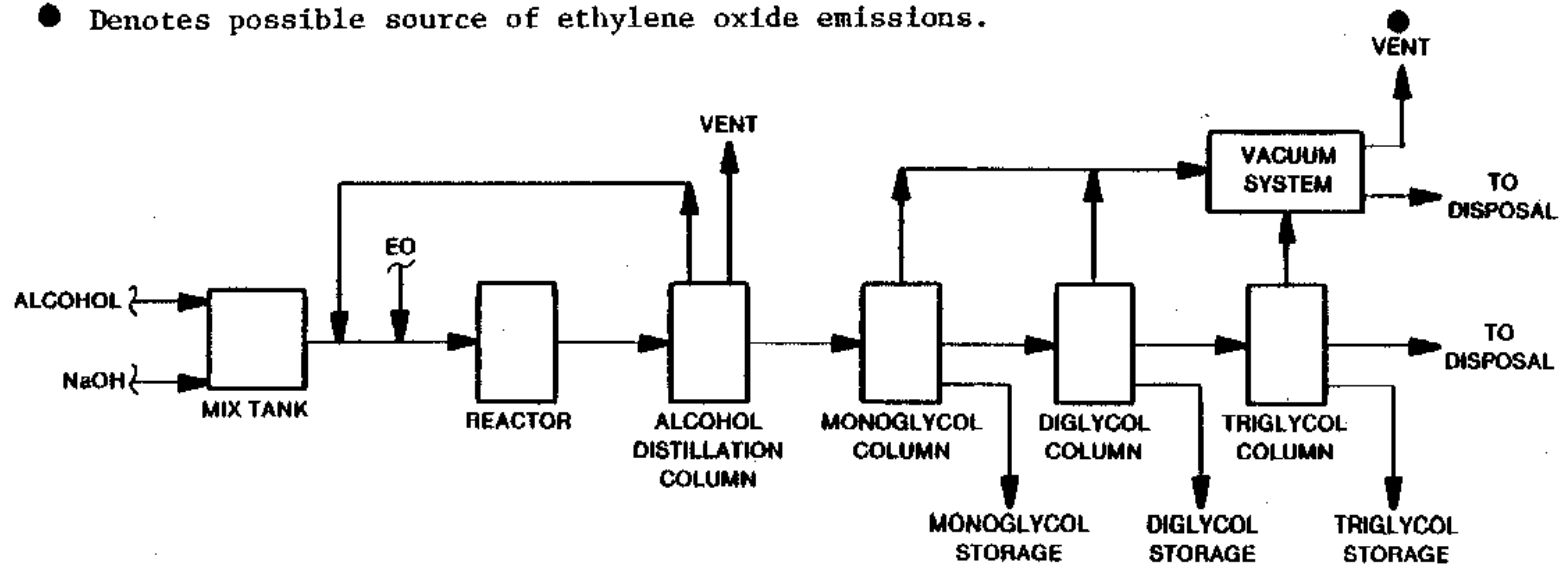 ● Denotes possible source of ethylene oxide emissions.
VENT
VENT
VACUUM
SYSTEM
TO
DISPOSAL
EO
ALCOHOL
NaOH
MIX TANK
REACTOR
ALCOHOL
DISTILLATION
COLUMN
MONOGLYCOL
COLUMN
DIGLYCOL
COLUMN
TRIGLYCOL
COLUMN
TO
DISPOSAL
MONOGLYCOL
STORAGE
DIGLYCOL
STORAGE
TRIGLYCOL
STORAGE